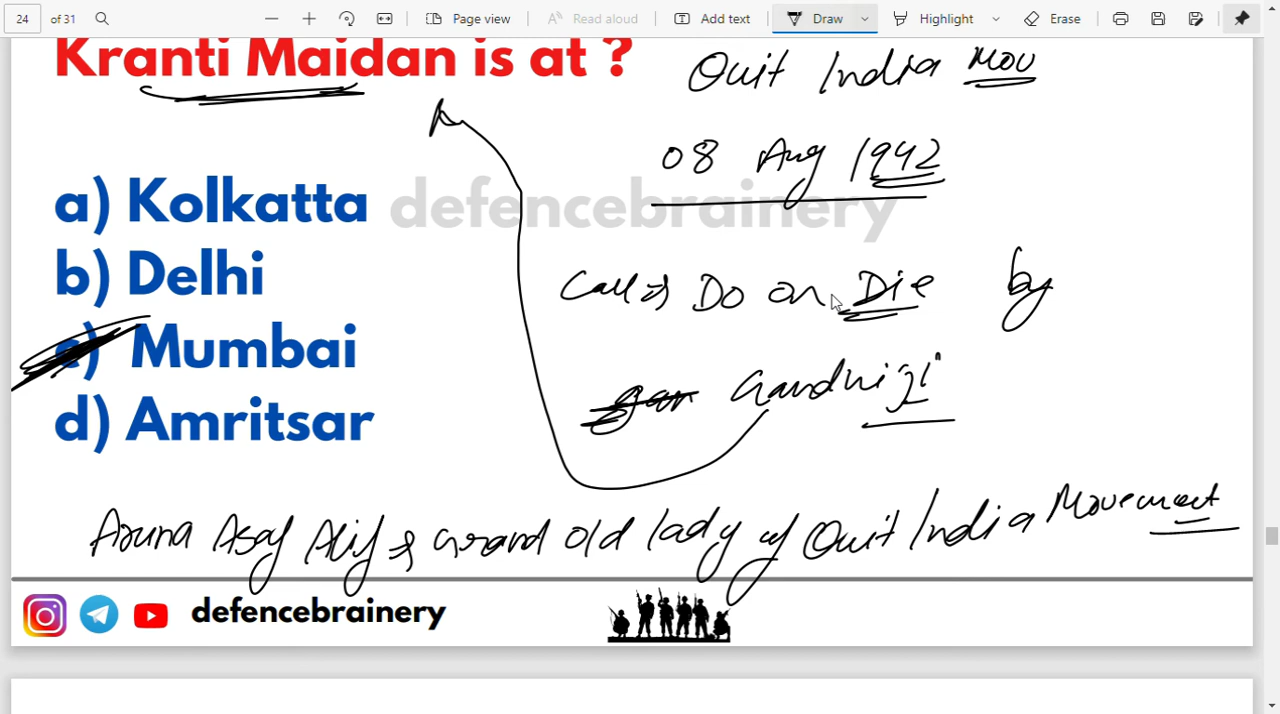 24 of 31 Page view Read aloud Add text Draw Highlight Erase
Kranti Maidan is at ?
Quit India Mov
08 Aug 1942
a) Kolkatta
defencebrainery
b) Delhi
Call Do or Die by
c) Mumbai
Gandhiji
d) Amritsar
Aruna Asaf Ali Grand old lady of Quit India Movement
defencebrainery